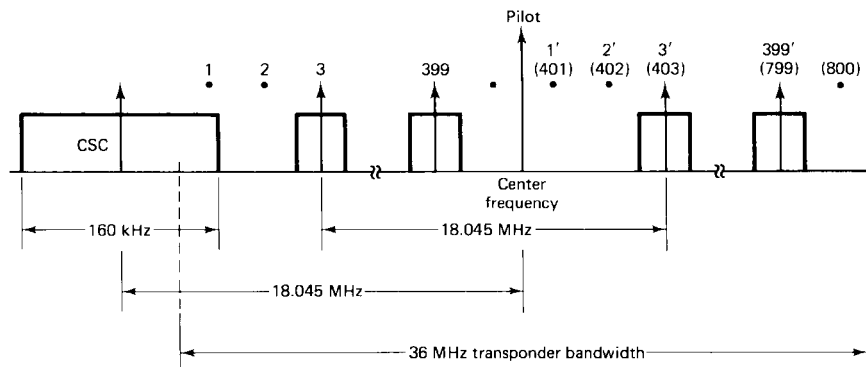 Pilot
1 2 3 399 1' 2' 3' 399'
(401) (402) (403) (799) (800)
CSC
Center
frequency
160 kHz 18.045 MHz
18.045 MHz
36 MHz transponder bandwidth